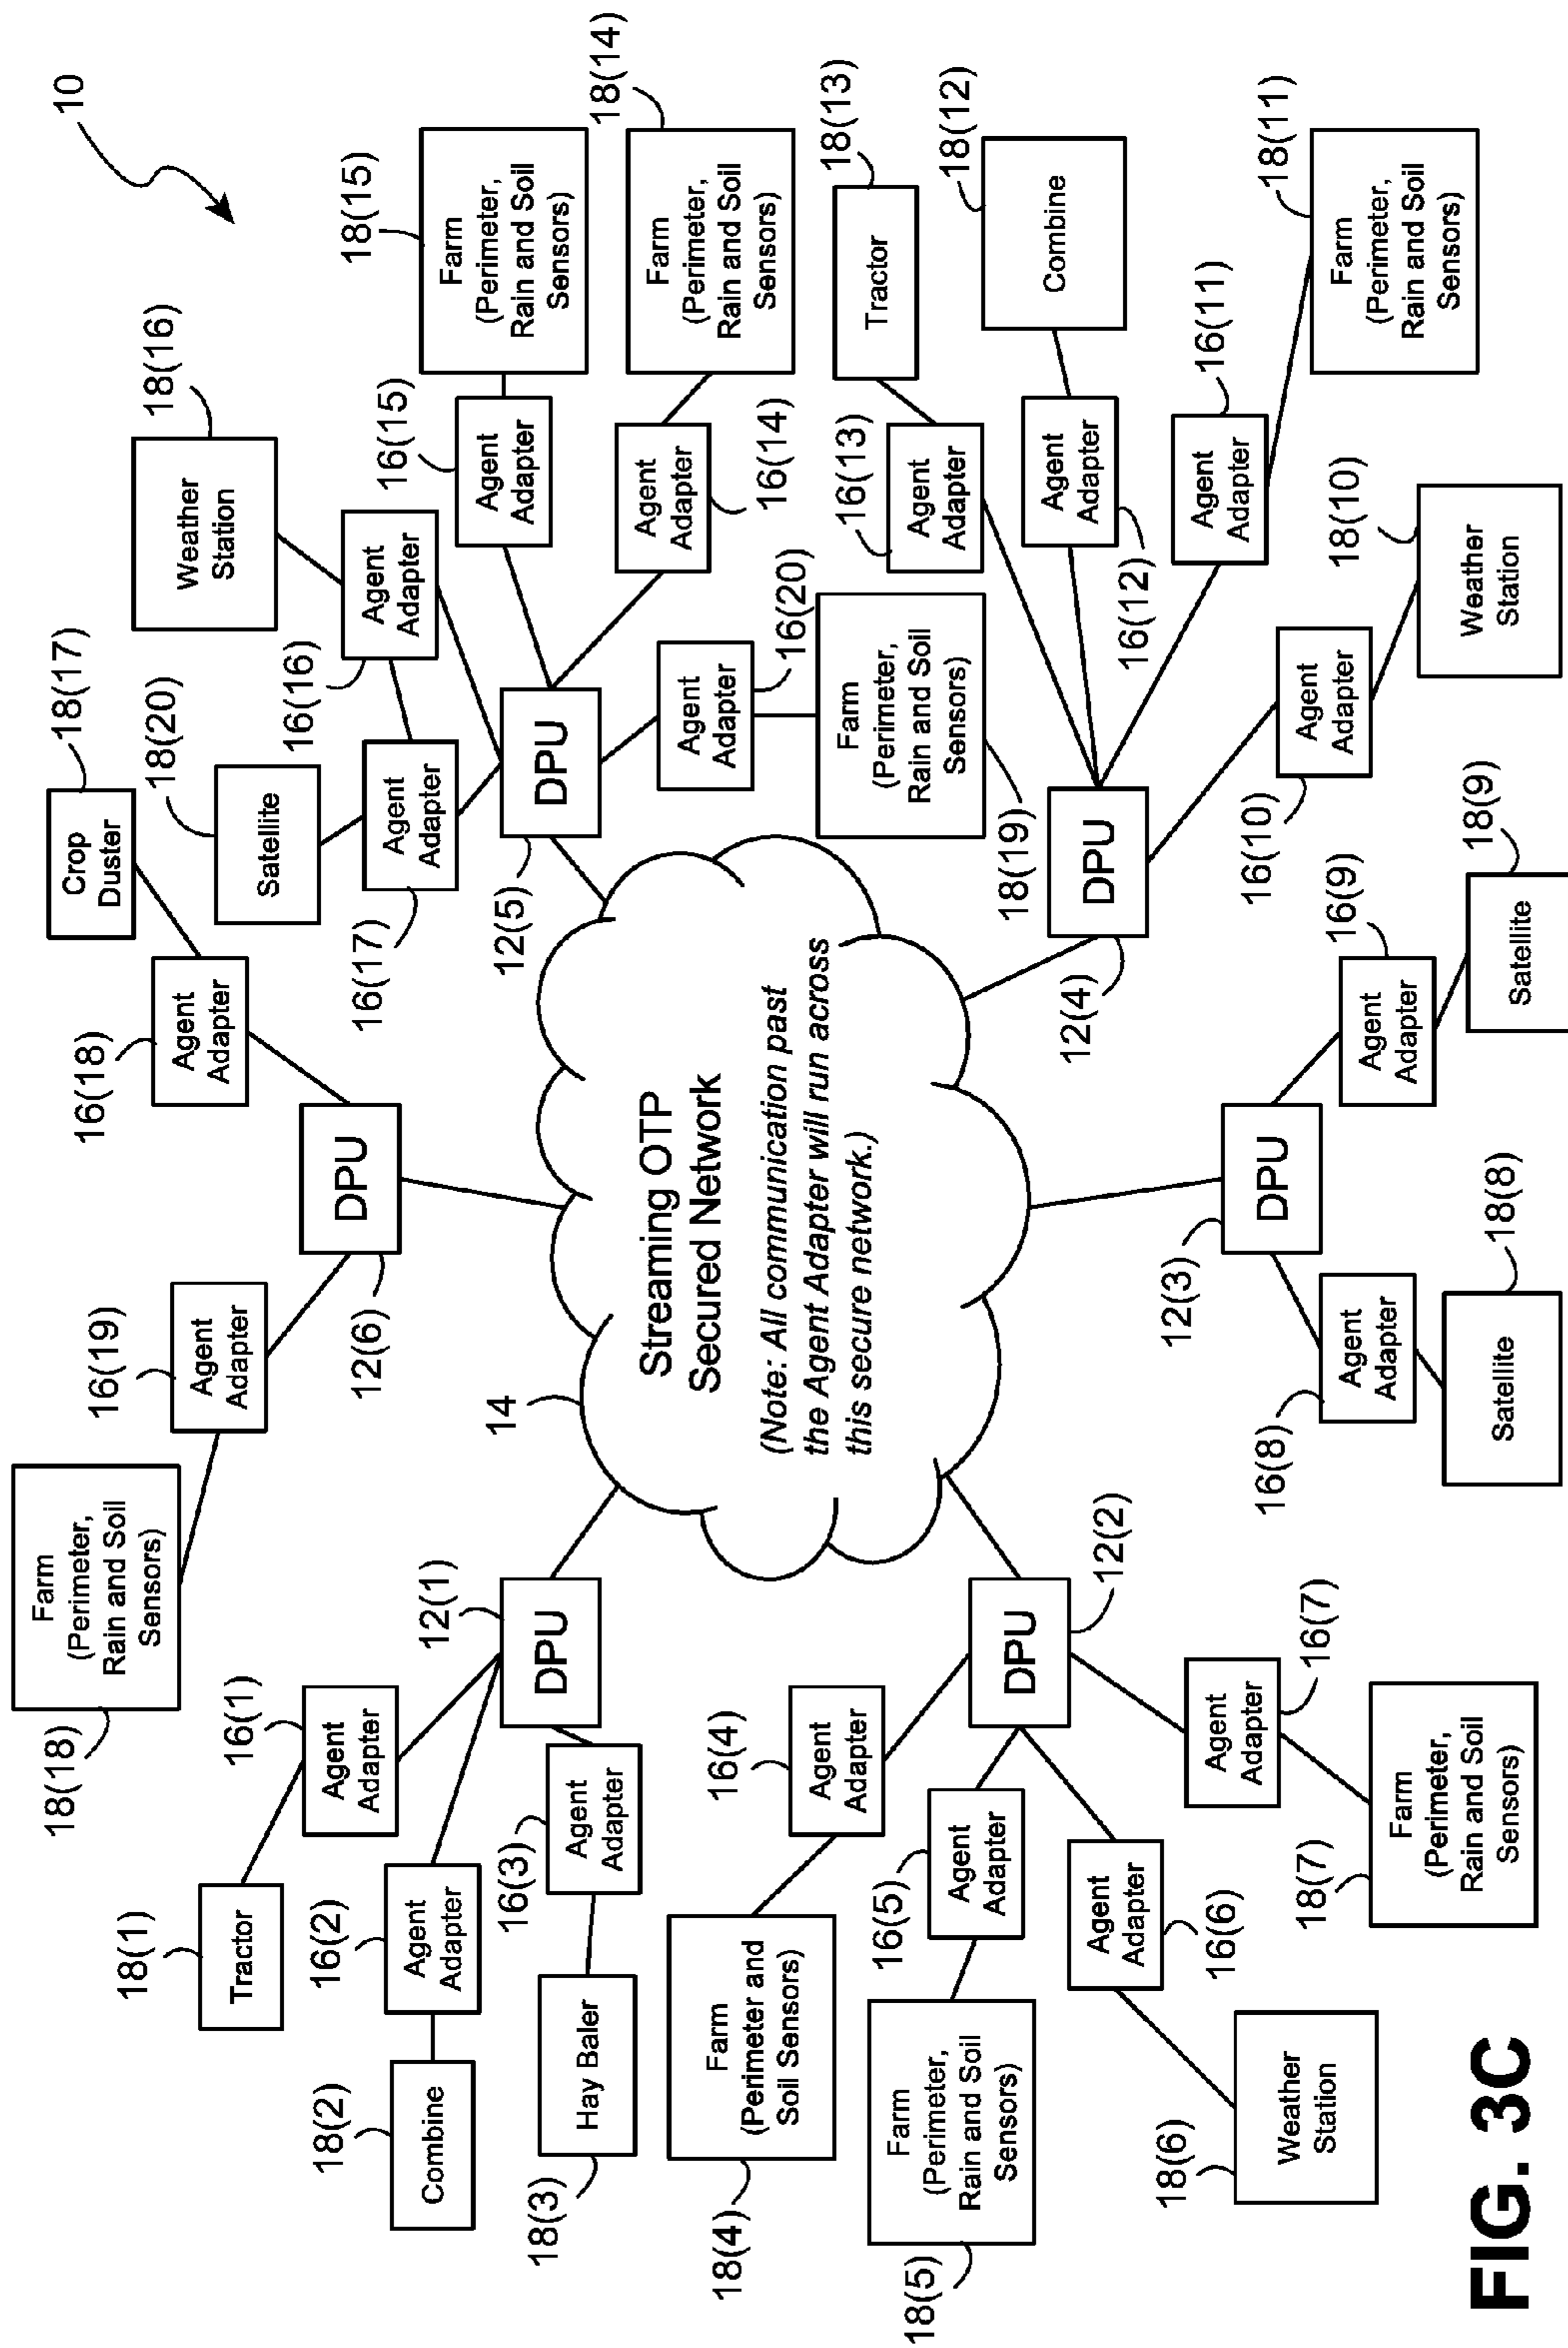 10
18(18)
Farm
(Perimeter,
Rain and Soil
Sensors)
16(19)
Agent
Adapter
12(6)
DPU
16(18)
Agent
Adapter
18(17)
Crop
Duster
18(20)
Satellite
16(17)
Agent
Adapter
18(16)
Weather
Station
16(16)
Agent
Adapter
18(15)
Farm
(Perimeter,
Rain and Soil
Sensors)
16(15)
Agent
Adapter
18(14)
Farm
(Perimeter,
Rain and Soil
Sensors)
16(14)
Agent
Adapter
12(5)
DPU
16(20)
Agent
Adapter
18(19)
Farm
(Perimeter,
Rain and Soil
Sensors)
18(1)
Tractor
16(1)
Agent
Adapter
18(2)
Combine
16(2)
Agent
Adapter
18(3)
Hay Baler
16(3)
Agent
Adapter
12(1)
DPU
14
Streaming OTP
Secured Network
(Note: All communication past
the Agent Adapter will run across
this secure network.)
18(13)
Tractor
16(13)
Agent
Adapter
18(12)
Combine
16(12)
Agent
Adapter
18(11)
Farm
(Perimeter,
Rain and Soil
Sensors)
16(11)
Agent
Adapter
12(4)
DPU
16(10)
Agent
Adapter
18(10)
Weather
Station
18(4)
Farm
(Perimeter and
Soil Sensors)
16(4)
Agent
Adapter
18(5)
Farm
(Perimeter,
Rain and Soil
Sensors)
16(5)
Agent
Adapter
12(2)
DPU
18(6)
Weather
Station
16(6)
Agent
Adapter
18(7)
Farm
(Perimeter,
Rain and Soil
Sensors)
16(7)
Agent
Adapter
12(3)
DPU
16(8)
Agent
Adapter
18(8)
Satellite
16(9)
Agent
Adapter
18(9)
Satellite
FIG. 3C